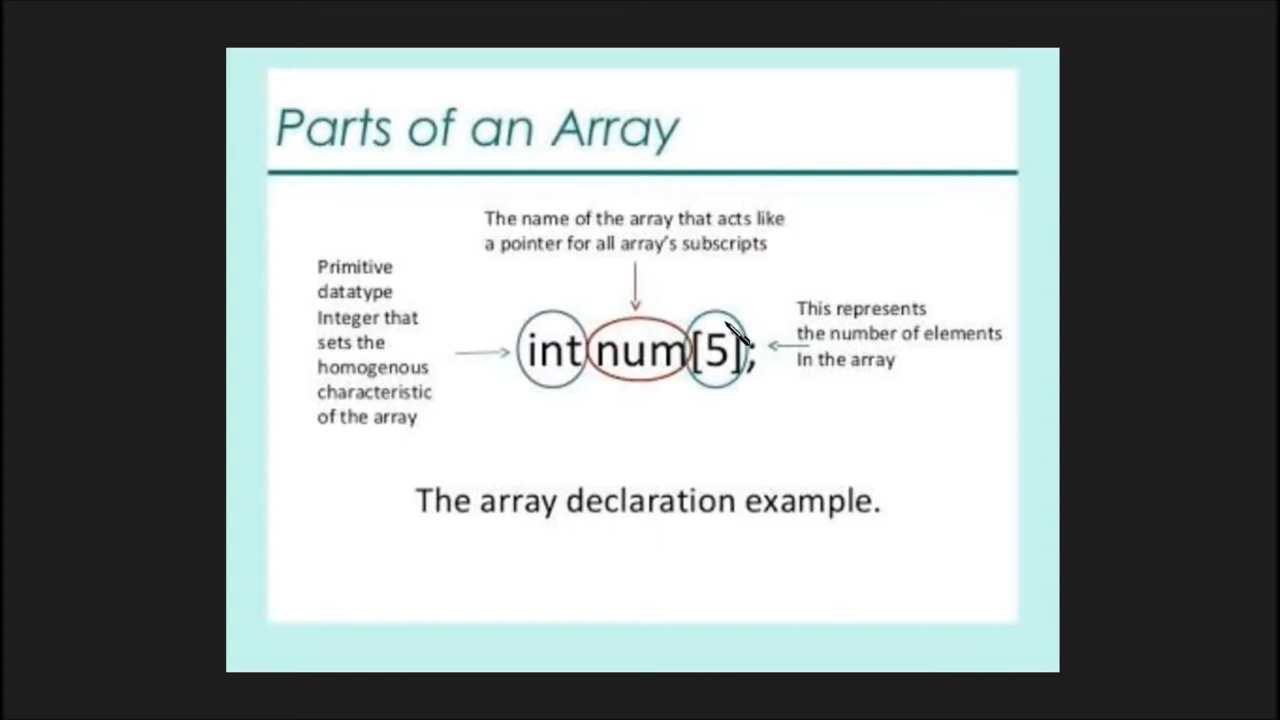 Parts of an Array
The name of the array that acts like
a pointer for all array's subscripts
Primitive
datatype
Integer that
sets the
homogenous
characteristic
of the array
int num[5];
This represents
the number of elements
In the array
The array declaration example.